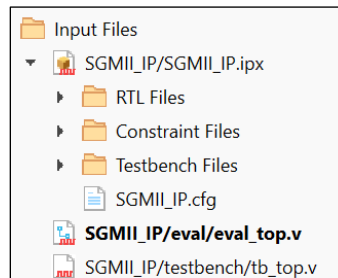 Input Files
SGMII_IP/SGMII_IP.ipx
RTL Files
Constraint Files
Testbench Files
SGMII_IP.cfg
SGMII_IP/eval/eval_top.v
SGMII_IP/testbench/tb_top.v